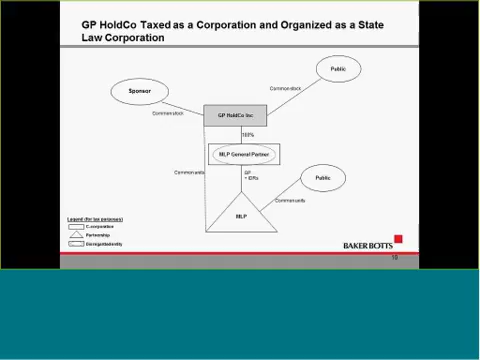 GP HoldCo Taxed as a Corporation and Organized as a State
Law Corporation
Public
Sponsor
Common stock
Common stock
GP HoldCo Inc
100%
MLP General Partner
Common units
GP
+ IDRs
Public
Common units
MLP
Legend (for tax purposes)
C-corporation
Partnership
Disregarded entity
BAKER BOTTS
18